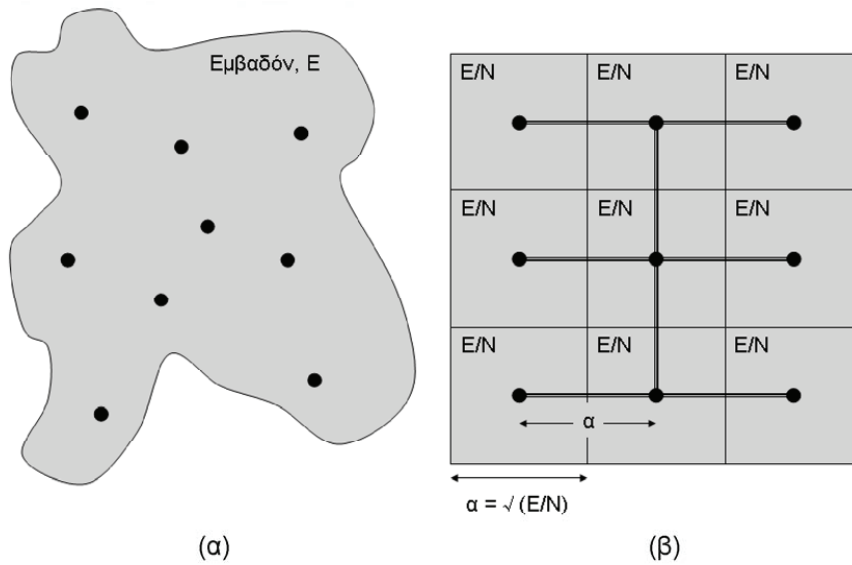 Εμβαδόν, Ε
Ε/Ν Ε/Ν Ε/Ν
Ε/Ν Ε/Ν Ε/Ν
Ε/Ν Ε/Ν Ε/Ν
α
α = √ (Ε/Ν)
(α) (β)